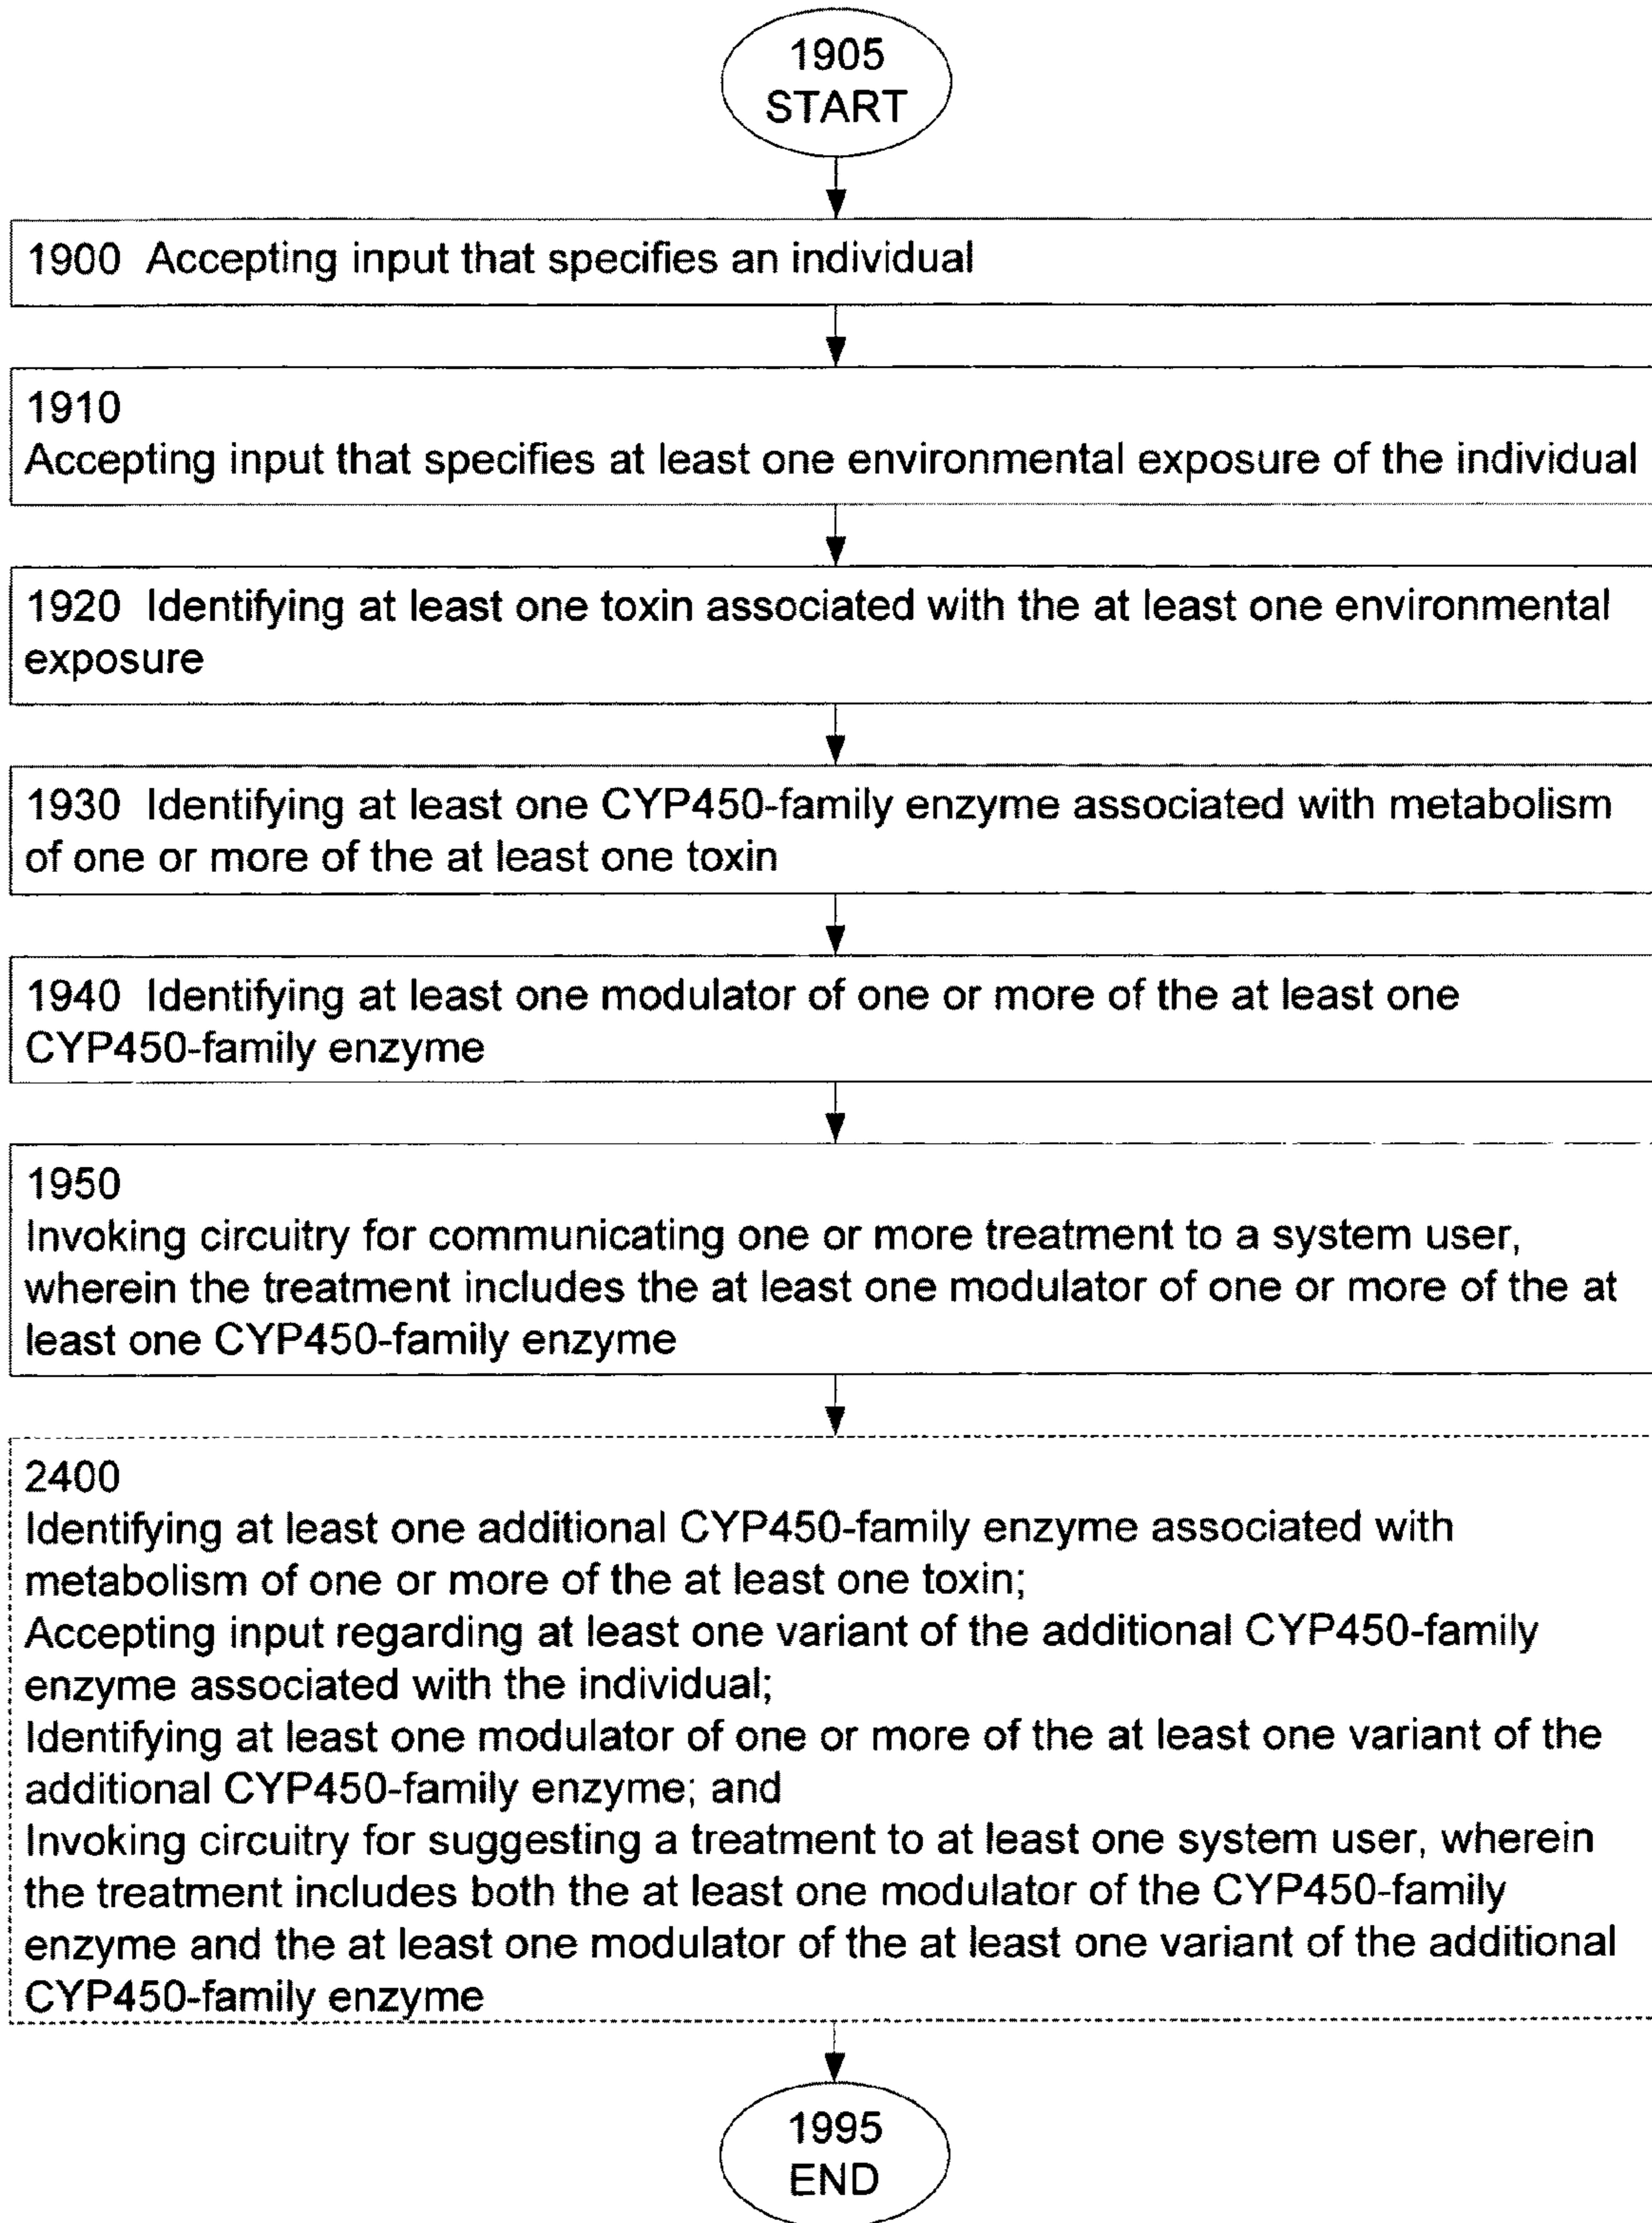 1905
START
1900 Accepting input that specifies an individual
1910
Accepting input that specifies at least one environmental exposure of the individual
1920 Identifying at least one toxin associated with the at least one environmental
exposure
1930 Identifying at least one CYP450-family enzyme associated with metabolism
of one or more of the at least one toxin
1940 Identifying at least one modulator of one or more of the at least one
CYP450-family enzyme
1950
Invoking circuitry for communicating one or more treatment to a system user,
wherein the treatment includes the at least one modulator of one or more of the at
least one CYP450-family enzyme
2400
Identifying at least one additional CYP450-family enzyme associated with
metabolism of one or more of the at least one toxin;
Accepting input regarding at least one variant of the additional CYP450-family
enzyme associated with the individual;
Identifying at least one modulator of one or more of the at least one variant of the
additional CYP450-family enzyme; and
Invoking circuitry for suggesting a treatment to at least one system user, wherein
the treatment includes both the at least one modulator of the CYP450-family
enzyme and the at least one modulator of the at least one variant of the additional
CYP450-family enzyme
1995
END